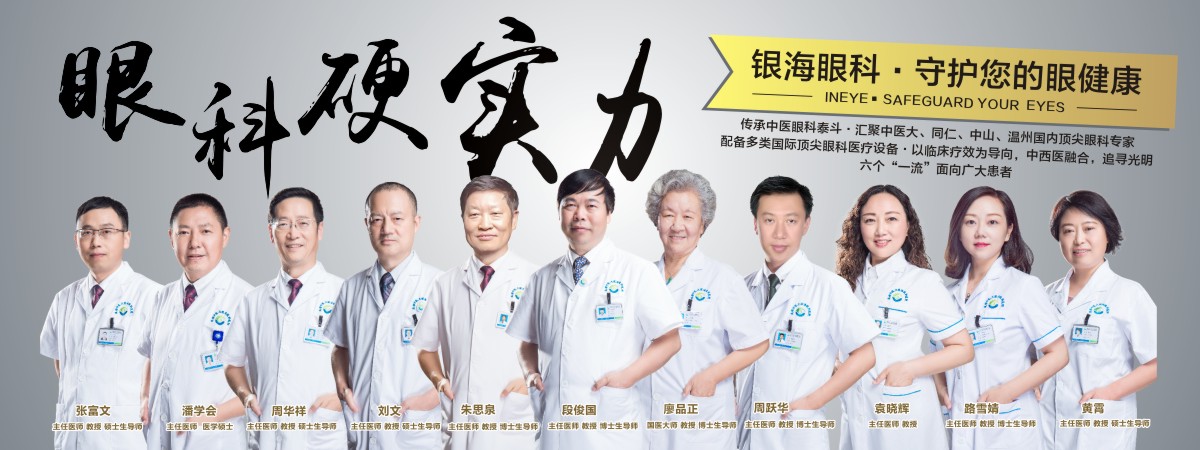 眼科硬实力
银海眼科·守护您的眼健康
INEYE▪ SAFEGUARD YOUR EYES
传承中医眼科泰斗·汇聚中医大、同仁、中山、温州国内顶尖眼科专家
配备多类国际顶尖眼科医疗设备·以临床疗效为导向，中西医融合，追寻光明
六个“一流”面向广大患者
张富文
主任医师 教授 硕士生导师
潘学会
主任医师 医学硕士
周华祥
主任医师 教授 硕士生导师
刘文
主任医师 教授 硕士生导师
朱思泉
主任医师 教授 博士生导师
段俊国
主任医师 教授 博士生导师
廖品正
国医大师 教授 博士生导师
周跃华
主任医师 教授 博士生导师
袁晓辉
主任医师 教授
路雪婧
主任医师 教授 博士生导师
黄霄
主任医师 教授 硕士生导师